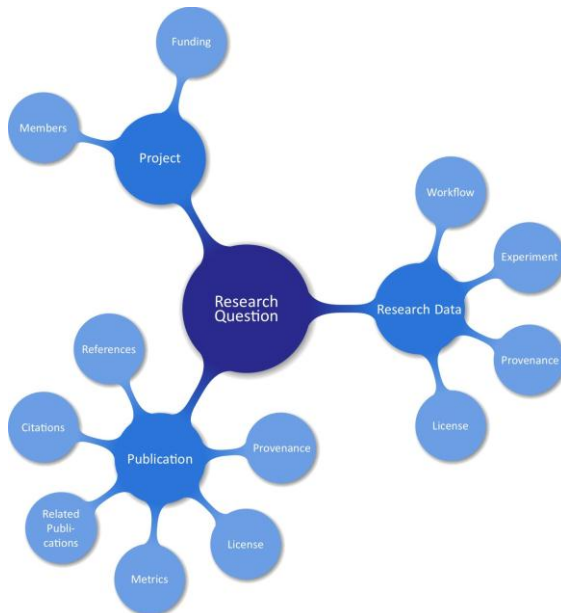 Funding
Members
Project
Workflow
Experiment
Research
Question
Research Data
References
Provenance
Citations
License
Publication
Provenance
Related
Publi-
cations
License
Metrics